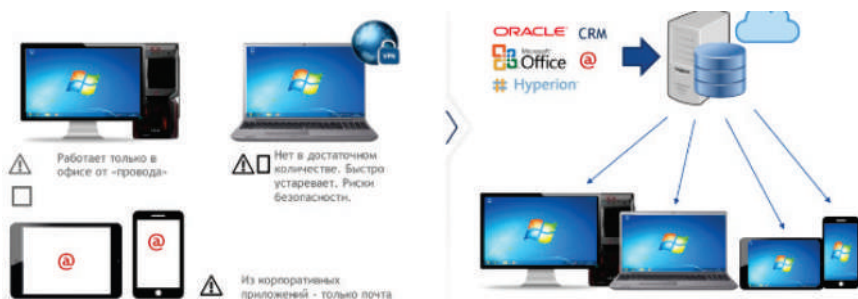 VPN
Работает только в
офисе от «провода»
Нет в достаточном
количестве. Быстро
устаревает. Риски
безопасности.
@
@
Из корпоративных
приложений - только почта
ORACLE CRM
Microsoft
Office @
Hyperion